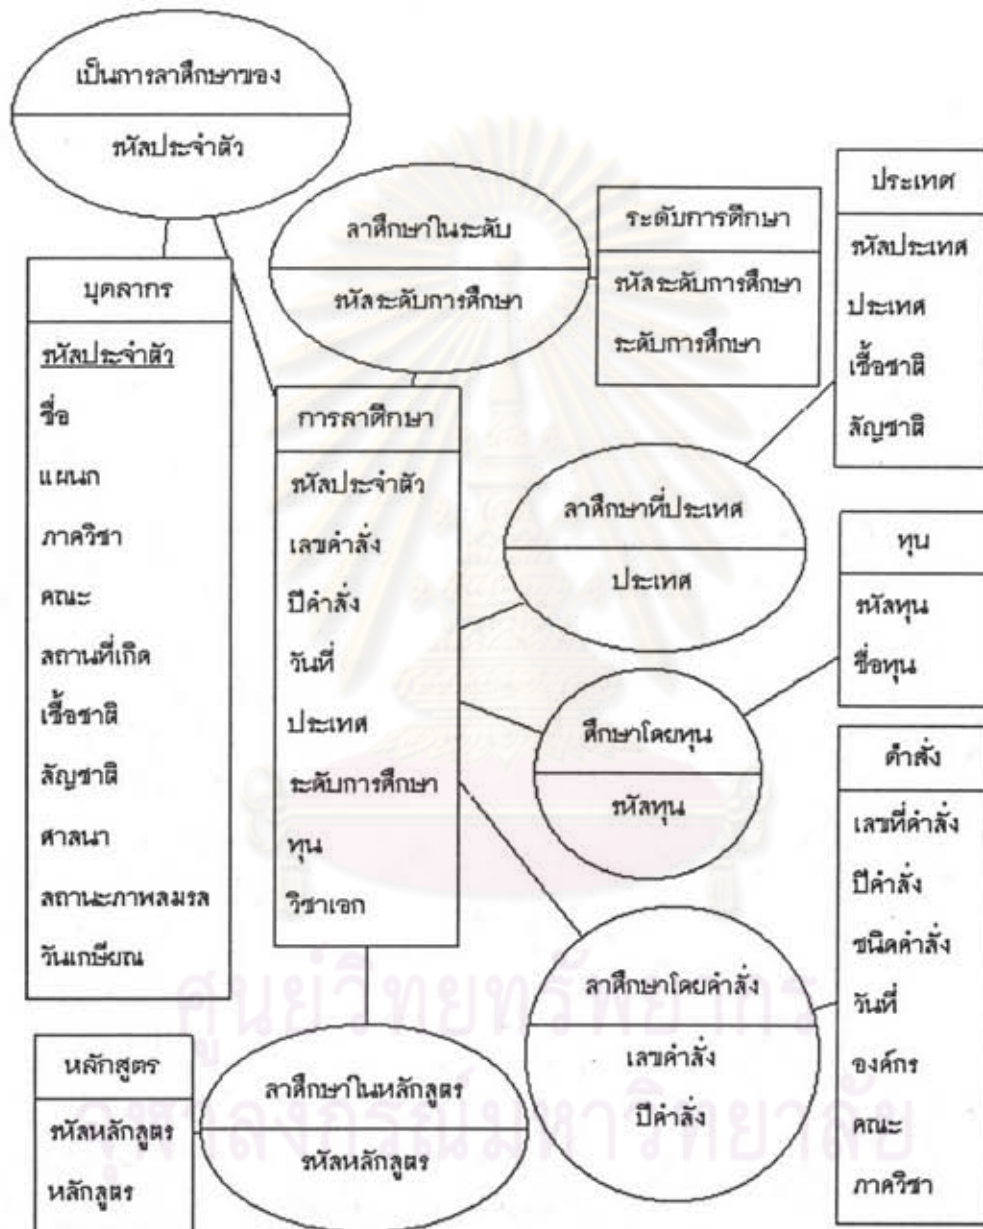 เป็นการลาศึกษาของ
รหัสประจำตัว
ลาศึกษาในระดับ
รหัสระดับการศึกษา
ระดับการศึกษา
รหัสระดับการศึกษา
ระดับการศึกษา
ประเทศ
รหัสประเทศ
ประเทศ
เชื้อชาติ
สัญชาติ
บุคลากร
รหัสประจำตัว
ชื่อ
แผนก
ภาควิชา
คณะ
สถานที่เกิด
เชื้อชาติ
สัญชาติ
ศาสนา
สถานะภาพสมรส
วันเกษียณ
การลาศึกษา
รหัสประจำตัว
เลขคำสั่ง
ปีคำสั่ง
วันที่
ประเทศ
ระดับการศึกษา
ทุน
วิชาเอก
ลาศึกษาที่ประเทศ
ประเทศ
ทุน
รหัสทุน
ชื่อทุน
ศึกษาโดยทุน
รหัสทุน
คำสั่ง
เลขที่คำสั่ง
ปีคำสั่ง
ชนิดคำสั่ง
วันที่
องค์กร
คณะ
ภาควิชา
ลาศึกษาโดยคำสั่ง
เลขคำสั่ง
ปีคำสั่ง
หลักสูตร
รหัสหลักสูตร
หลักสูตร
ลาศึกษาในหลักสูตร
รหัสหลักสูตร
ศูนย์วิทยทรัพยากร
จุฬาลงกรณ์มหาวิทยาลัย